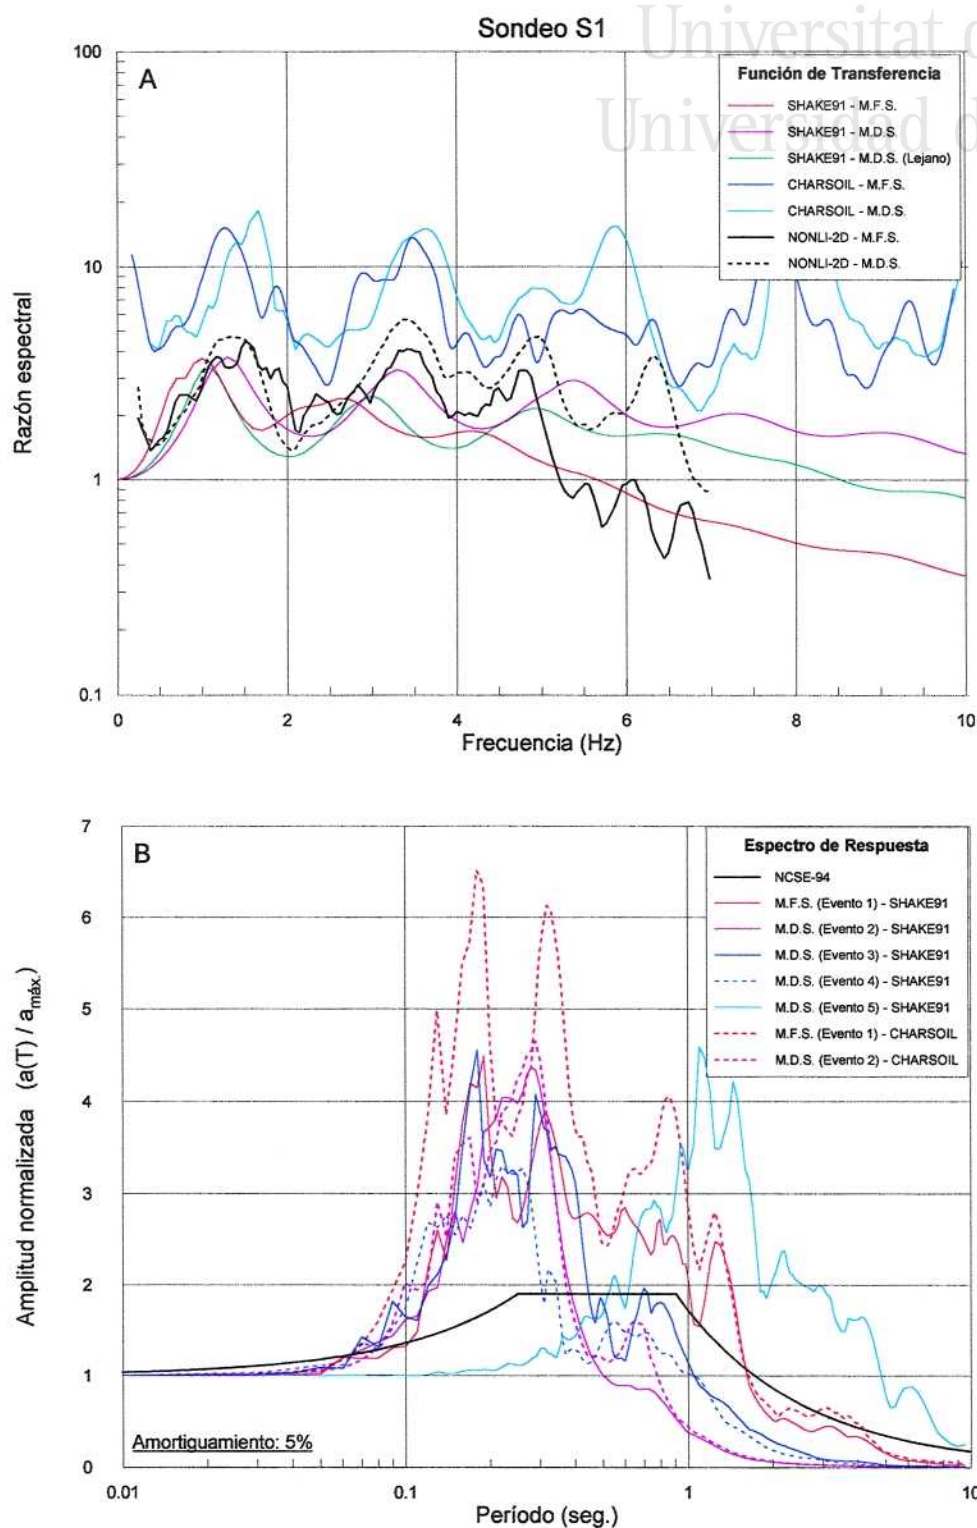 Sondeo S1
Universitat d
Universidad d
100
10
1
0.1
Razón espectral
A
Función de Transferencia
SHAKE91 - M.F.S.
SHAKE91 - M.D.S.
SHAKE91 - M.D.S. (Lejano)
CHARSOIL - M.F.S.
CHARSOIL - M.D.S.
NONLI-2D - M.F.S.
NONLI-2D - M.D.S.
0 2 4 6 8 10
Frecuencia (Hz)
7
6
5
4
3
2
1
0
Amplitud normalizada (a(T) / amáx.)
B
Espectro de Respuesta
NCSE-94
M.F.S. (Evento 1) - SHAKE91
M.D.S. (Evento 2) - SHAKE91
M.D.S. (Evento 3) - SHAKE91
M.D.S. (Evento 4) - SHAKE91
M.D.S. (Evento 5) - SHAKE91
M.F.S. (Evento 1) - CHARSOIL
M.D.S. (Evento 2) - CHARSOIL
Amortiguamiento: 5%
0.01 0.1 1 10
Período (seg.)